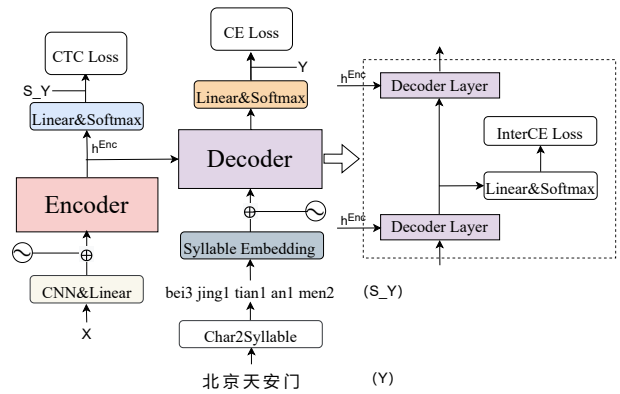 CTC Loss
S_Y
Linear&Softmax
h^Enc
Encoder
CNN&Linear
X
CE Loss
Y
Linear&Softmax
Decoder
Syllable Embedding
bei3 jing1 tian1 an1 men2 (S_Y)
Char2Syllable
北京天安门 (Y)
h^Enc
Decoder Layer
InterCE Loss
Linear&Softmax
h^Enc
Decoder Layer